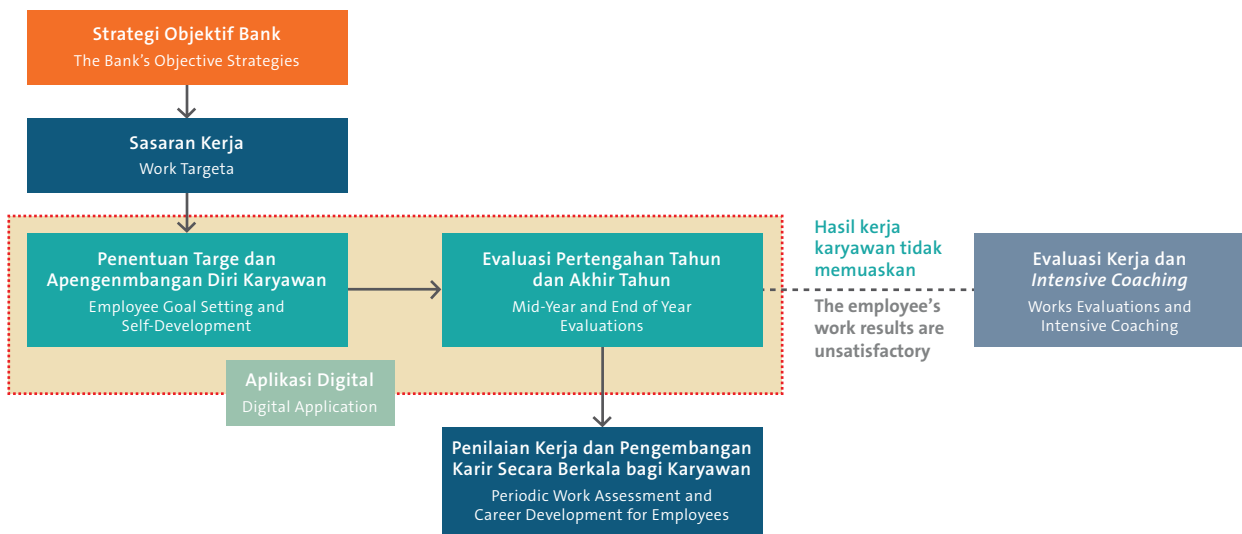 Strategi Objektif Bank
The Bank's Objective Strategies
Sasaran Kerja
Work Targeta
Penentuan Targe dan
Apengenmbangan Diri Karyawan
Employee Goal Setting and
Self-Development
Evaluasi Pertengahan Tahun
dan Akhir Tahun
Mid-Year and End of Year
Evaluations
Hasil kerja
karyawan tidak
memuaskan
The employee's
work results are
unsatisfactory
Evaluasi Kerja dan
Intensive Coaching
Works Evaluations and
Intensive Coaching
Aplikasi Digital
Digital Application
Penilaian Kerja dan Pengembangan
Karir Secara Berkala bagi Karyawan
Periodic Work Assessment and
Career Development for Employees